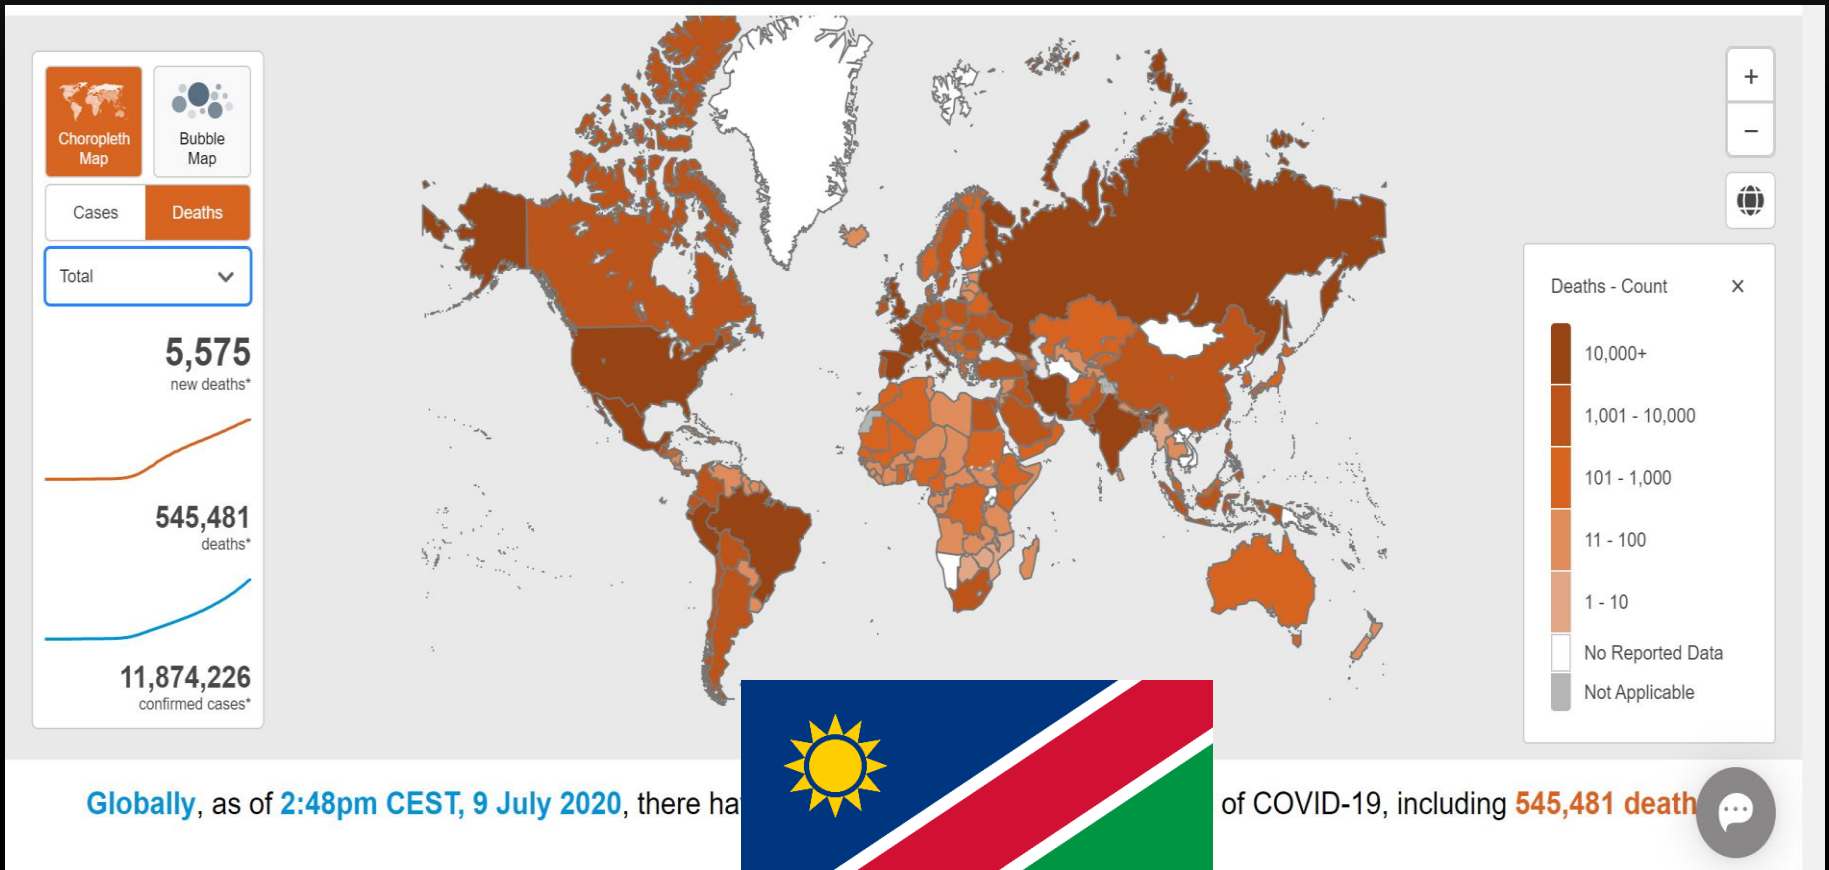 Choropleth
Map
Bubble
Map
Cases
Deaths
Total
5,575
new deaths*
545,481
deaths*
11,874,226
confirmed cases*
+
−
Deaths - Count
×
10,000+
1,001 - 10,000
101 - 1,000
11 - 100
1 - 10
No Reported Data
Not Applicable
Globally, as of 2:48pm CEST, 9 July 2020, there ha of COVID-19, including 545,481 death